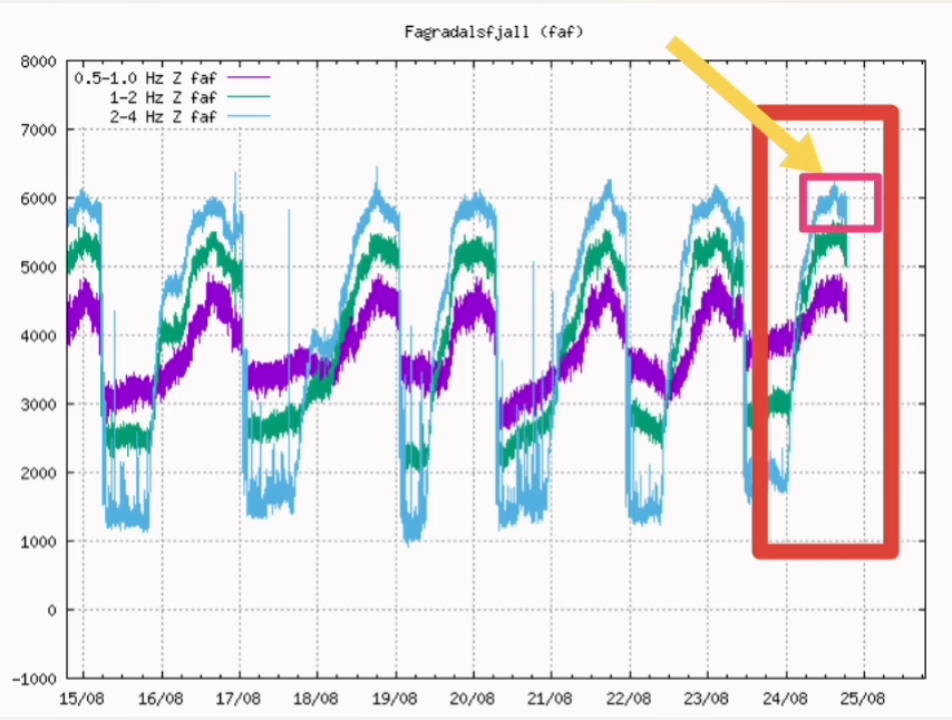 Fagradalsfjall (faf)
8000
0.5-1.0 Hz Z faf
1-2 Hz Z faf
2-4 Hz Z faf
7000
6000
5000
4000
3000
2000
1000
0
-1000
15/08 16/08 17/08 18/08 19/08 20/08 21/08 22/08 23/08 24/08 25/08